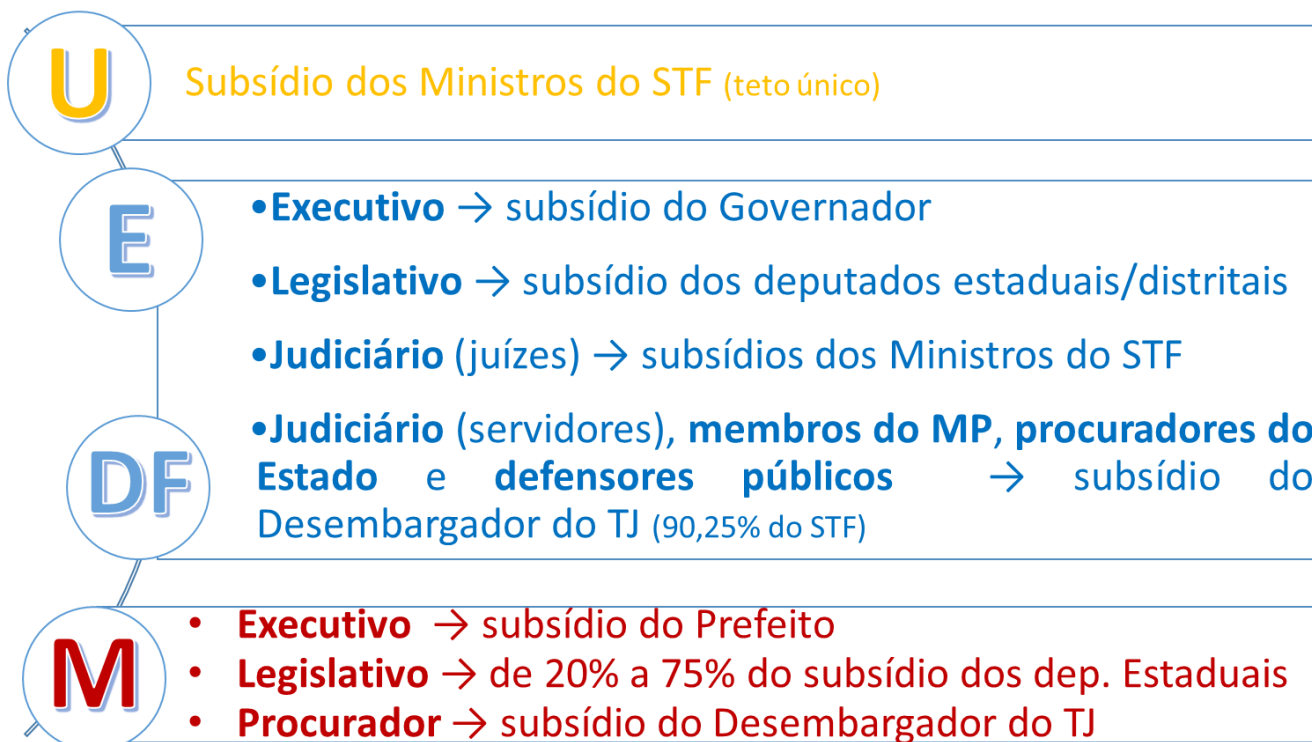 U
Subsídio dos Ministros do STF (teto único)
E
•Executivo → subsídio do Governador
•Legislativo → subsídio dos deputados estaduais/distritais
•Judiciário (juízes) → subsídios dos Ministros do STF
DF
•Judiciário (servidores), membros do MP, procuradores do
Estado e defensores públicos → subsídio do
Desembargador do TJ (90,25% do STF)
M
• Executivo → subsídio do Prefeito
• Legislativo → de 20% a 75% do subsídio dos dep. Estaduais
• Procurador → subsídio do Desembargador do TJ